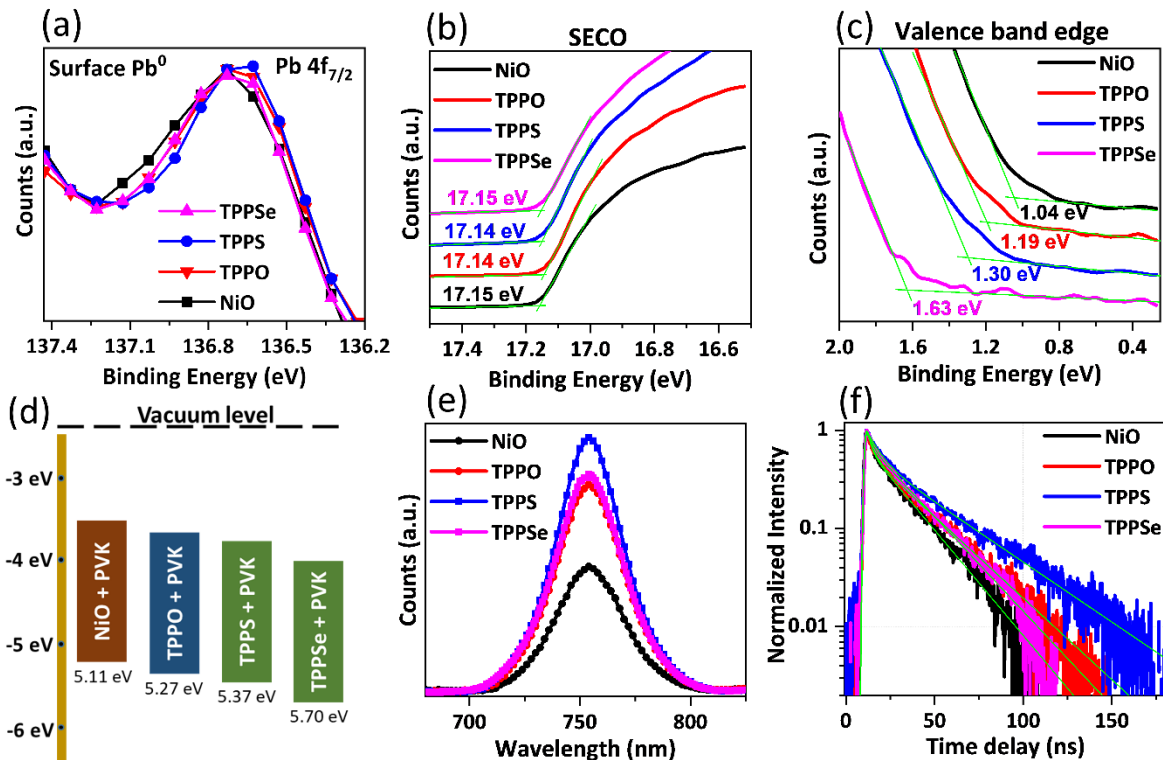 (a)
Surface Pb⁰
Pb 4f₇/₂
TPPSe
TPPS
TPPO
NiO
Counts (a.u.)
137.4 137.1 136.8 136.5 136.2
Binding Energy (eV)
(b)
SECO
NiO
TPPO
TPPS
TPPSe
17.15 eV
17.14 eV
17.14 eV
17.15 eV
Counts (a.u.)
17.4 17.2 17.0 16.8 16.6
Binding Energy (eV)
(c)
Valence band edge
NiO
TPPO
TPPS
TPPSe
1.04 eV
1.19 eV
1.30 eV
1.63 eV
Counts (a.u.)
2.0 1.6 1.2 0.8 0.4
Binding Energy (eV)
(d)
Vacuum level
-3 eV
-4 eV
-5 eV
-6 eV
NiO + PVK
TPPO + PVK
TPPS + PVK
TPPSe + PVK
5.11 eV
5.27 eV
5.37 eV
5.70 eV
(e)
NiO
TPPO
TPPS
TPPSe
Counts (a.u.)
700 750 800
Wavelength (nm)
(f)
NiO
TPPO
TPPS
TPPSe
Normalized Intensity
1
0.1
0.01
0 50 100 150
Time delay (ns)